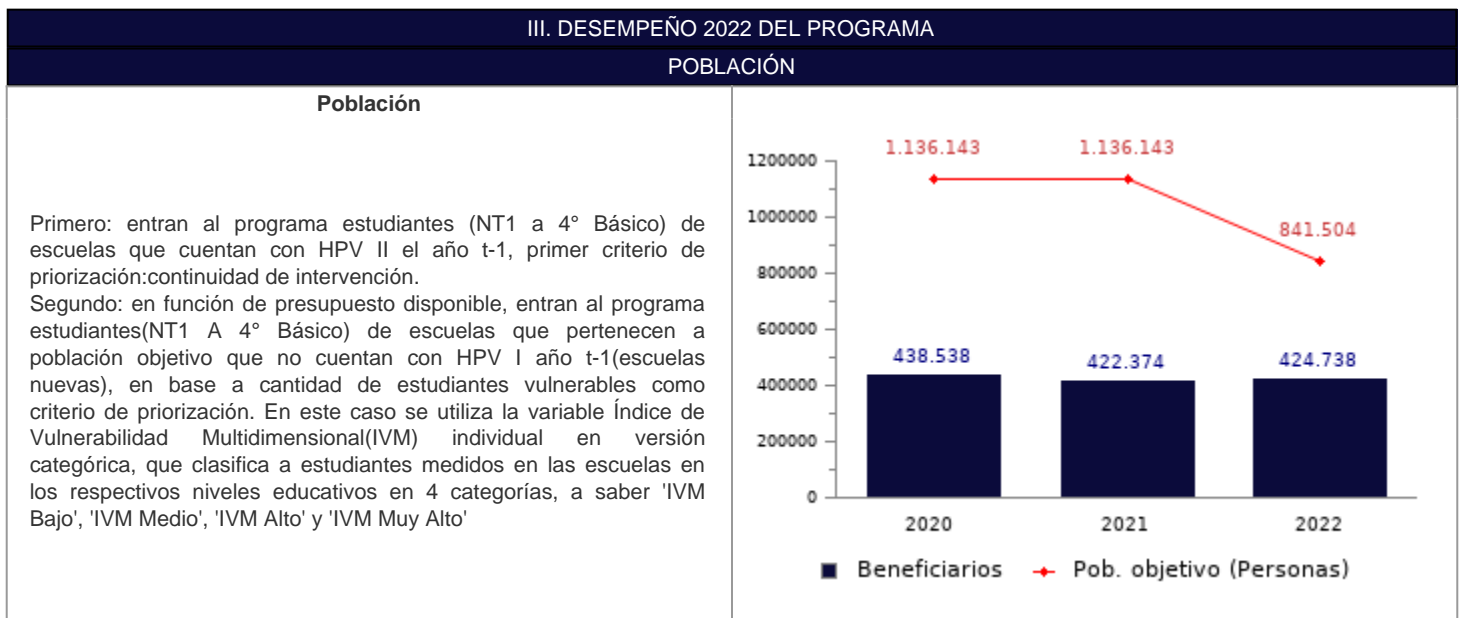 III. DESEMPEÑO 2022 DEL PROGRAMA
POBLACIÓN
Población
Primero: entran al programa estudiantes (NT1 a 4° Básico) de
escuelas que cuentan con HPV II el año t-1, primer criterio de
priorización:continuidad de intervención.
Segundo: en función de presupuesto disponible, entran al programa
estudiantes(NT1 A 4° Básico) de escuelas que pertenecen a
población objetivo que no cuentan con HPV I año t-1(escuelas
nuevas), en base a cantidad de estudiantes vulnerables como
criterio de priorización. En este caso se utiliza la variable Índice de
Vulnerabilidad Multidimensional(IVM) individual en versión
categórica, que clasifica a estudiantes medidos en las escuelas en
los respectivos niveles educativos en 4 categorías, a saber 'IVM
Bajo', 'IVM Medio', 'IVM Alto' y 'IVM Muy Alto'
1200000
1000000
800000
600000
400000
200000
0
1.136.143 1.136.143
841.504
438.538 422.374 424.738
2020 2021 2022
Beneficiarios Pob. objetivo (Personas)